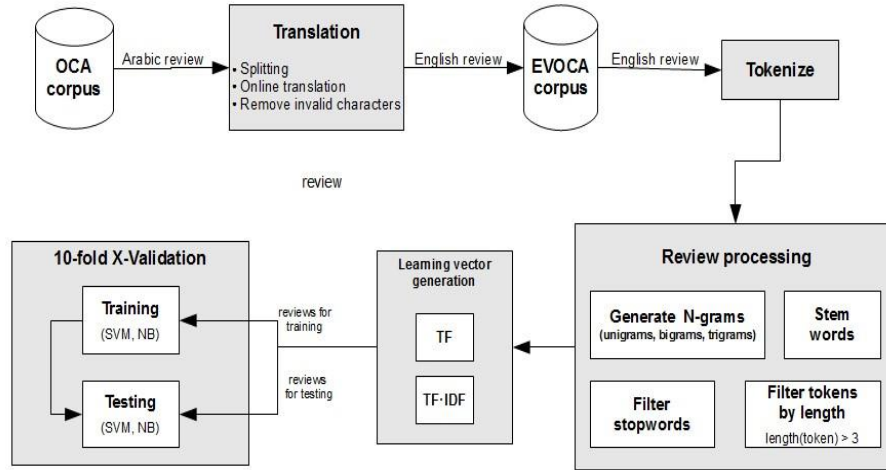 OCA
corpus
Arabic review
Translation
• Splitting
• Online translation
• Remove invalid characters
English review
EVOCA
corpus
English review
Tokenize
review
10-fold X-Validation
Training
(SVM, NB)
Testing
(SVM, NB)
reviews for
training
reviews
for testing
Learning vector
generation
TF
TF·IDF
Review processing
Generate N-grams
(unigrams, bigrams, trigrams)
Stem
words
Filter
stopwords
Filter tokens
by length
length(token) > 3